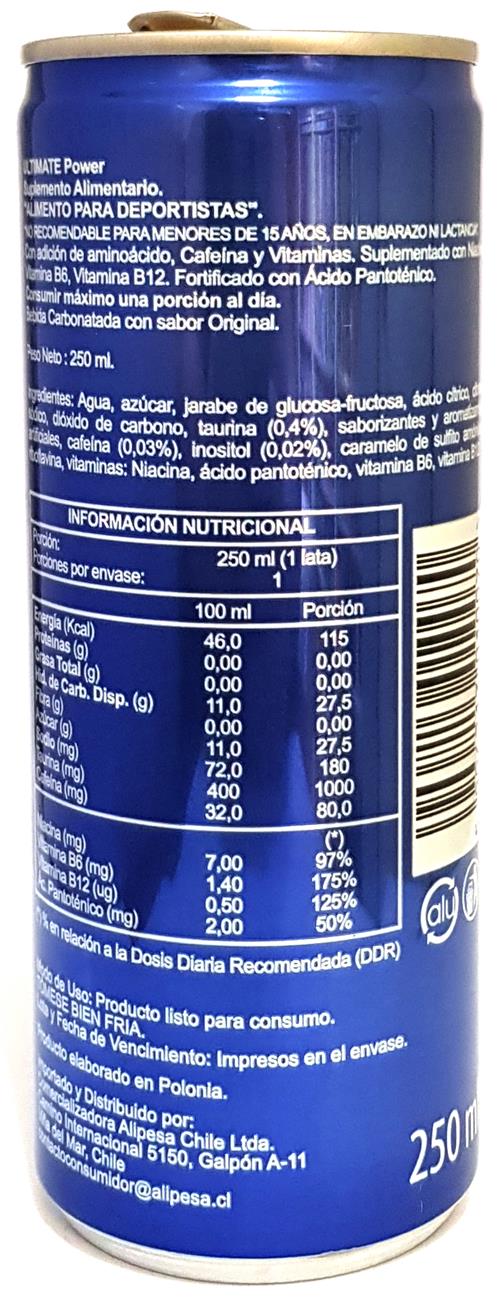 ULTIMATE Power
Suplemento Alimentario.
"ALIMENTO PARA DEPORTISTAS".
"NO RECOMENDABLE PARA MENORES DE 15 AÑOS, EN EMBARAZO NI LACTANCIA".
Con adición de aminoácido, Cafeína y Vitaminas. Suplementado con
Vitamina B6, Vitamina B12. Fortificado con Ácido Pantoténico.
Consumir máximo una porción al día.
Bebida Carbonatada con sabor Original.
Peso Neto : 250 ml.
Ingredientes: Agua, azúcar, jarabe de glucosa-fructosa, ácido cítrico,
sódico, dióxido de carbono, taurina (0,4%), saborizantes y
artificiales, cafeína (0,03%), inositol (0,02%), caramelo de sulfito
riboflavina, vitaminas: Niacina, ácido pantoténico, vitamina B6, vitamina
INFORMACIÓN NUTRICIONAL
Porción: 250 ml (1 lata)
Porciones por envase: 1
100 ml Porción
Energía (Kcal) 46,0 115
Proteínas (g) 0,00 0,00
Grasa Total (g) 0,00 0,00
Hid. de Carb. Disp. (g) 11,0 27,5
Fibra (g) 0,00 0,00
Azúcar (g) 11,0 27,5
Sodio (mg) 72,0 180
Taurina (mg) 400 1000
Cafeína (mg) 32,0 80,0
(*)
Niacina (mg) 7,00 97%
Vitamina B6 (mg) 1,40 175%
Vitamina B12 (ug) 0,50 125%
Ac. Pantoténico (mg) 2,00 50%
(*) % en relación a la Dosis Diaria Recomendada (DDR)
Modo de Uso: Producto listo para consumo.
TÓMESE BIEN FRIA.
Lote y Fecha de Vencimiento: Impresos en el envase.
Producto elaborado en Polonia.
Importado y Distribuido por:
Comercializadora Alipesa Chile Ltda.
Camino Internacional 5150, Galpón A-11
Viña del Mar, Chile
contactoconsumidor@alipesa.cl
alu
250 m